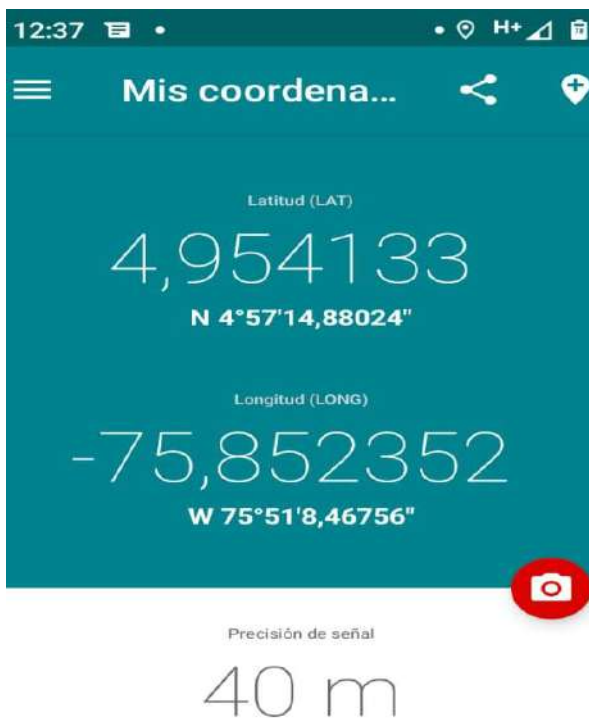 12:37
H+
Mis coordena...
Latitud (LAT)
4,954133
N 4°57'14,88024"
Longitud (LONG)
-75,852352
W 75°51'8,46756"
Precisión de señal
40 m